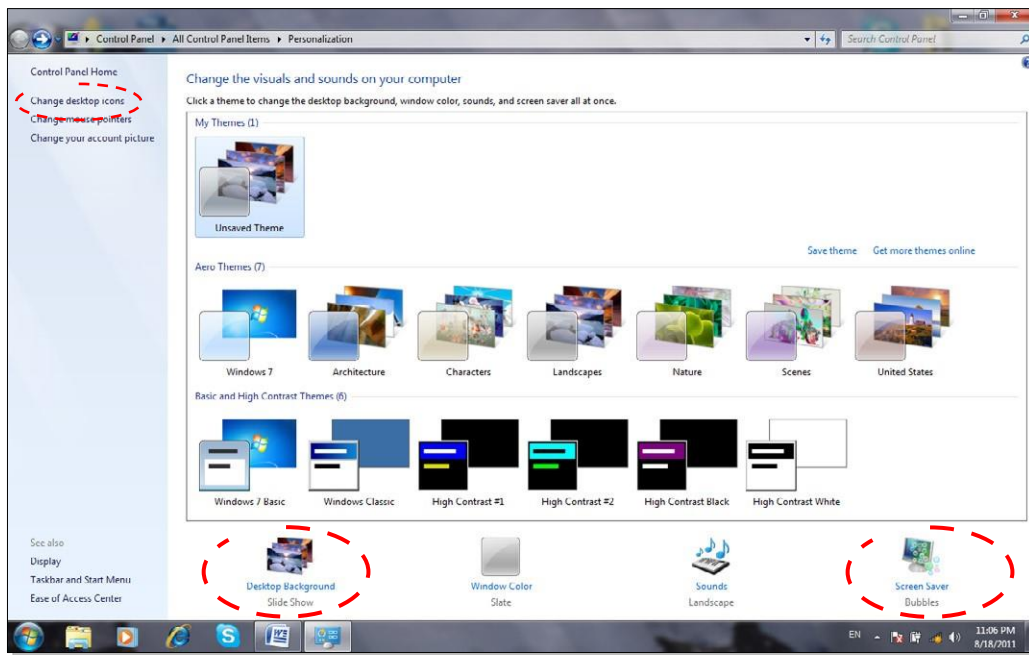 Control Panel ▸ All Control Panel Items ▸ Personalization
Search Control Panel
Control Panel Home
Change desktop icons
Change mouse pointers
Change your account picture
Change the visuals and sounds on your computer
Click a theme to change the desktop background, window color, sounds, and screen saver all at once.
My Themes (1)
Unsaved Theme
Save theme Get more themes online
Aero Themes (7)
Windows 7 Architecture Characters Landscapes Nature Scenes United States
Basic and High Contrast Themes (6)
Windows 7 Basic Windows Classic High Contrast #1 High Contrast #2 High Contrast Black High Contrast White
See also
Display
Taskbar and Start Menu
Ease of Access Center
Desktop Background
Slide Show
Window Color
Slate
Sounds
Landscape
Screen Saver
Bubbles
EN
11:06 PM
8/18/2011